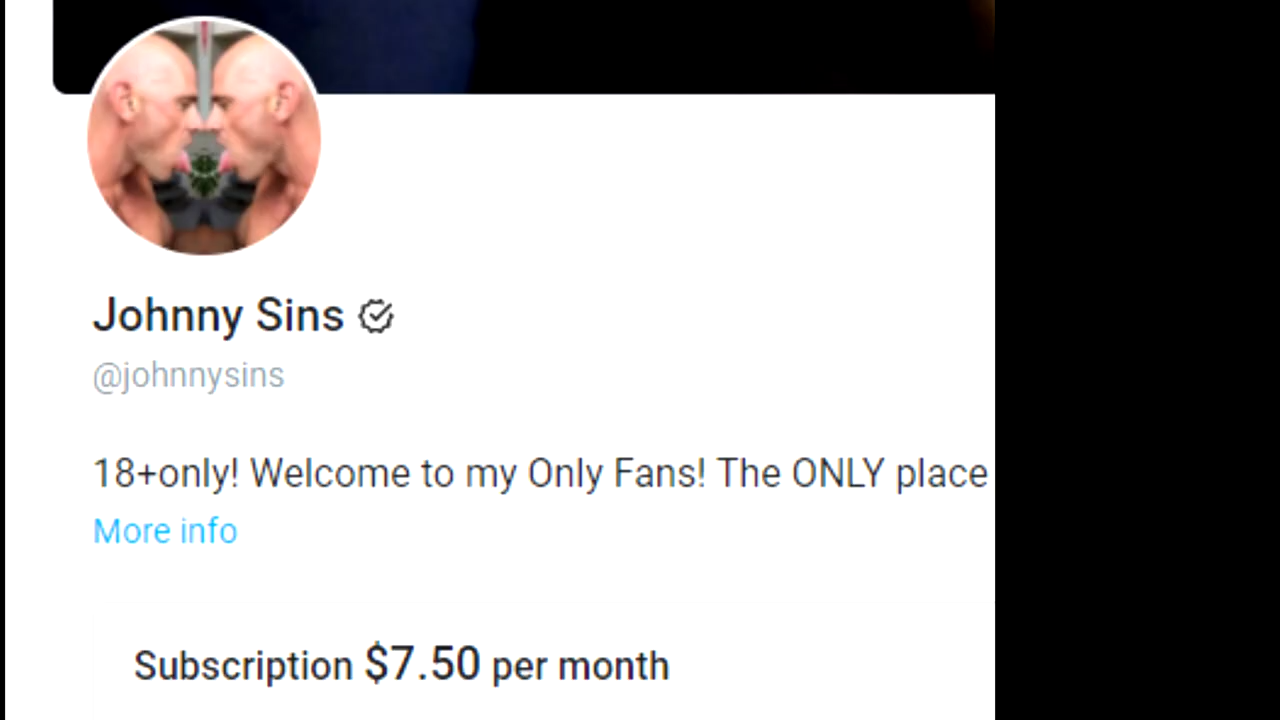 Johnny Sins
@johnnysins
18+only! Welcome to my Only Fans! The ONLY place
More info
Subscription $7.50 per month